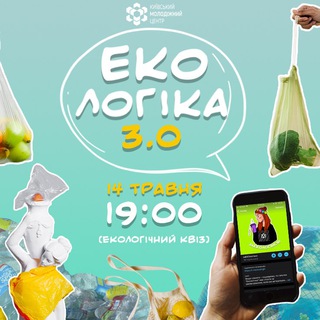 КИЇВСЬКИЙ
МОЛОДІЖНИЙ
ЦЕНТР
ЕКО
ЛОГІКА
3.0
14 ТРАВНЯ
19:00
(ЕКОЛОГІЧНИЙ КВІЗ)